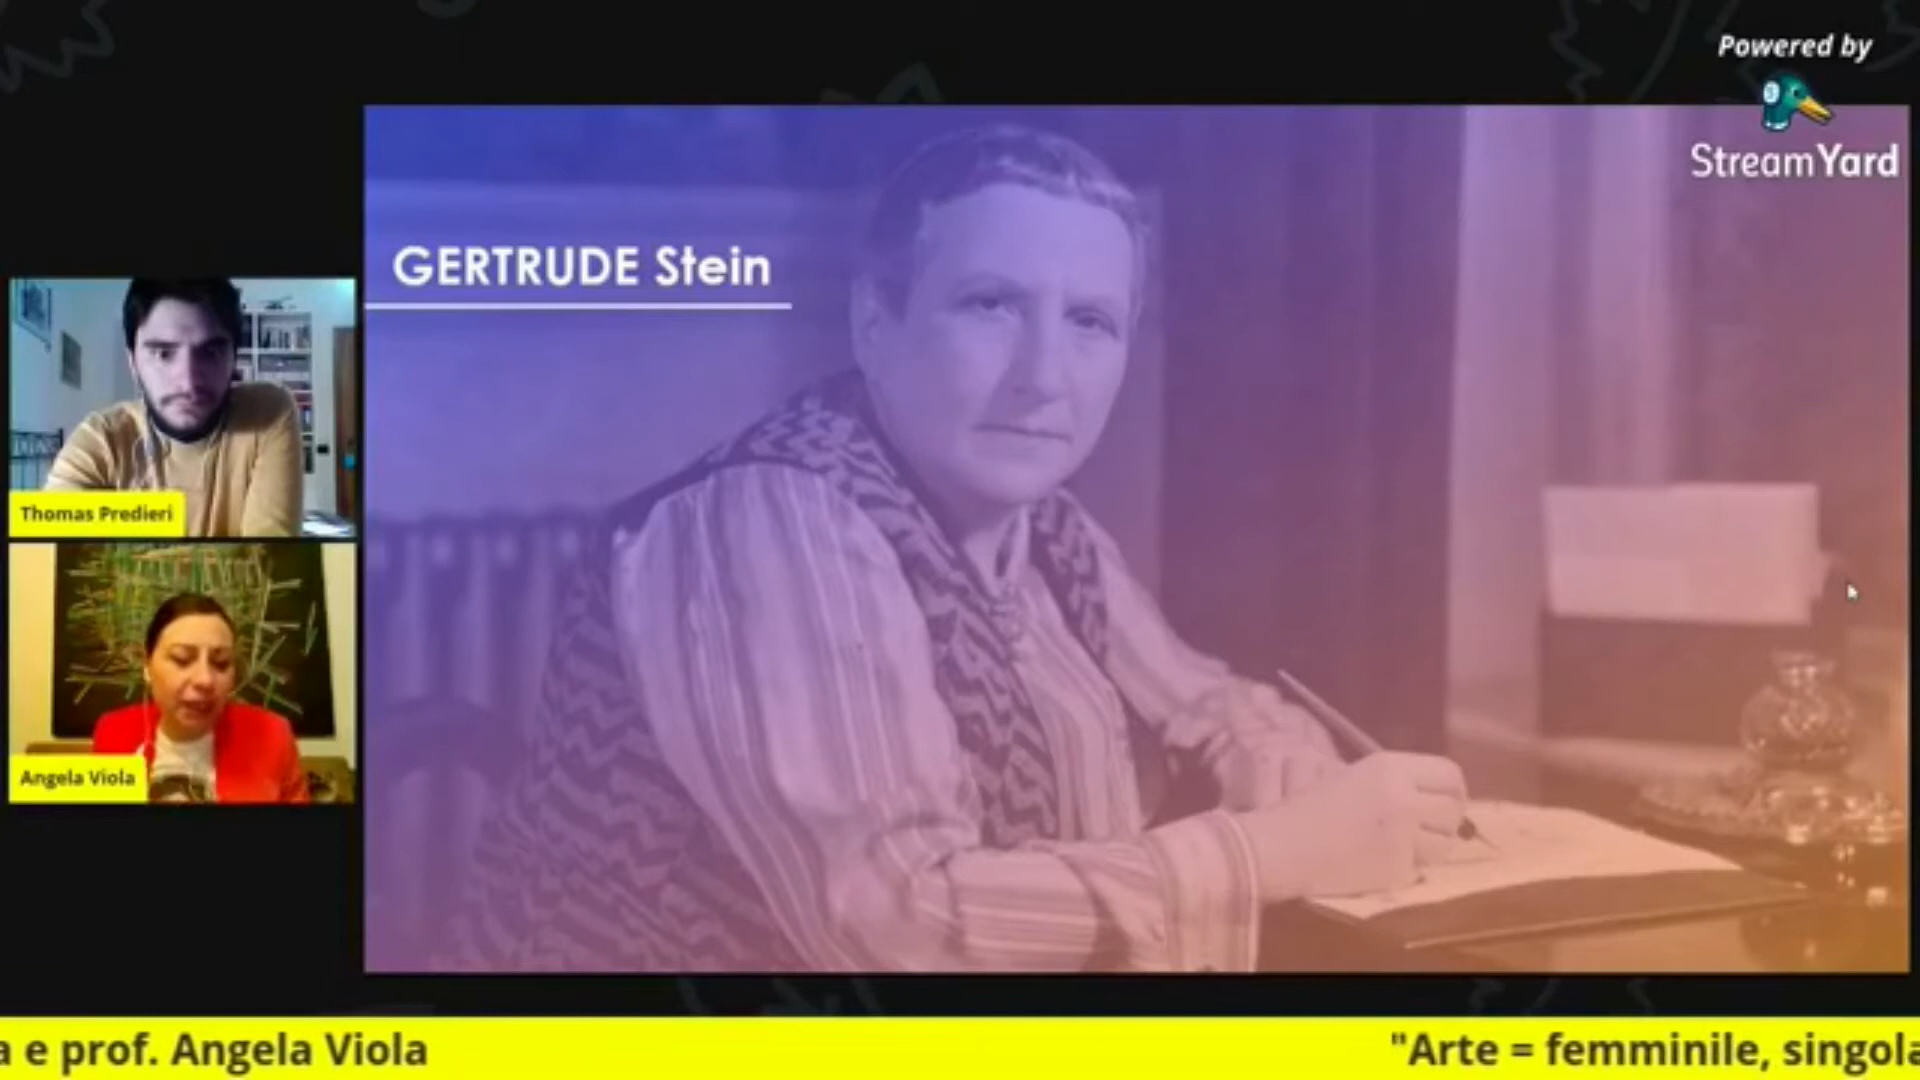 Powered by
StreamYard
GERTRUDE Stein
Thomas Predieri
Angela Viola
a e prof. Angela Viola
"Arte = femminile, singola